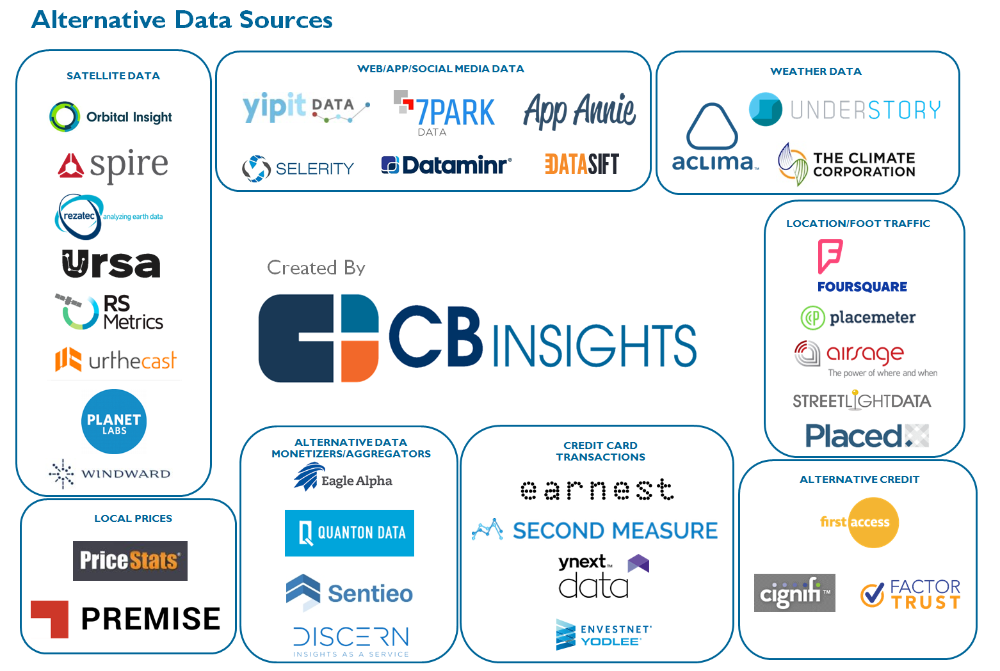 Alternative Data Sources
SATELLITE DATA
Orbital Insight
spire
rezatec
analyzing earth data
ursa
RS
Metrics
urthecast
PLANET
LABS
WINDWARD
WEB/APP/SOCIAL MEDIA DATA
yipit DATA
7PARK
DATA
App Annie
SELERITY
Dataminr®
DATASIFT
WEATHER DATA
aclima™
UNDERSTORY
THE CLIMATE
CORPORATION
LOCATION/FOOT TRAFFIC
FOURSQUARE
placemeter
airsage
The power of where and when
STREETLIGHTDATA
Placed.
Created By
CB INSIGHTS
LOCAL PRICES
PriceStats®
PREMISE
ALTERNATIVE DATA
MONETIZERS/AGGREGATORS
Eagle Alpha
QUANTON DATA
Sentieo
DISCERN
INSIGHTS AS A SERVICE
CREDIT CARD
TRANSACTIONS
earnest
SECOND MEASURE
ynext™
data
ENVESTNET®
YODLEE®
ALTERNATIVE CREDIT
first access
cignifi™
FACTOR
TRUST